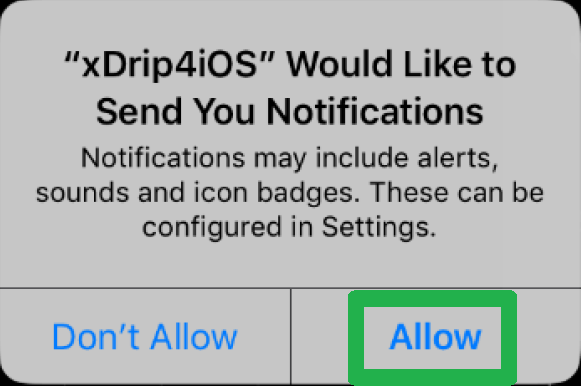 “xDrip4iOS” Would Like to
Send You Notifications
Notifications may include alerts,
sounds and icon badges. These can be
configured in Settings.
Don’t Allow
Allow